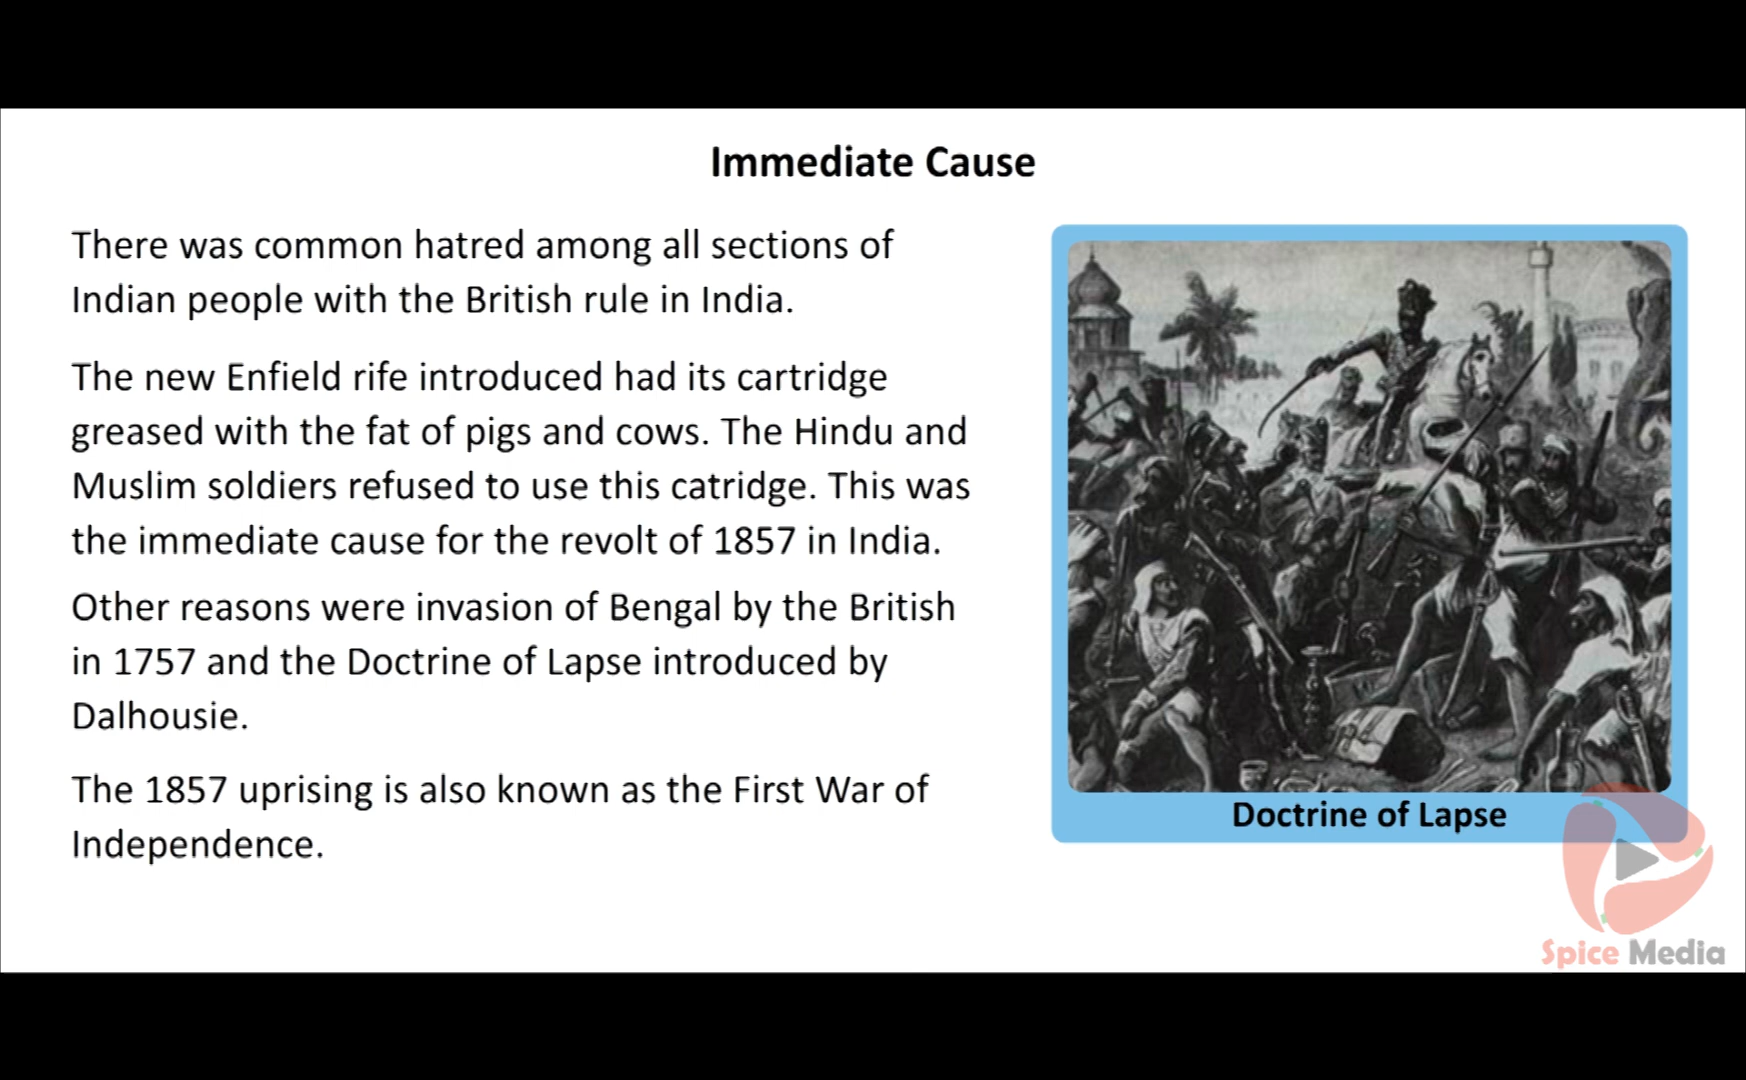 Immediate Cause
There was common hatred among all sections of
Indian people with the British rule in India.
The new Enfield rife introduced had its cartridge
greased with the fat of pigs and cows. The Hindu and
Muslim soldiers refused to use this catridge. This was
the immediate cause for the revolt of 1857 in India.
Other reasons were invasion of Bengal by the British
in 1757 and the Doctrine of Lapse introduced by
Dalhousie.
The 1857 uprising is also known as the First War of
Independence.
Doctrine of Lapse
Spice Media